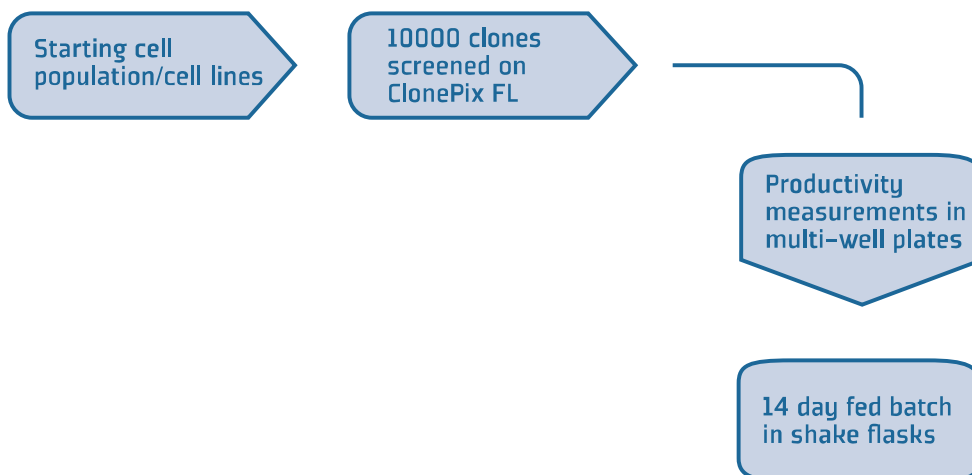 Starting cell
population/cell lines
10000 clones
screened on
ClonePix FL
Productivity
measurements in
multi-well plates
14 day fed batch
in shake flasks